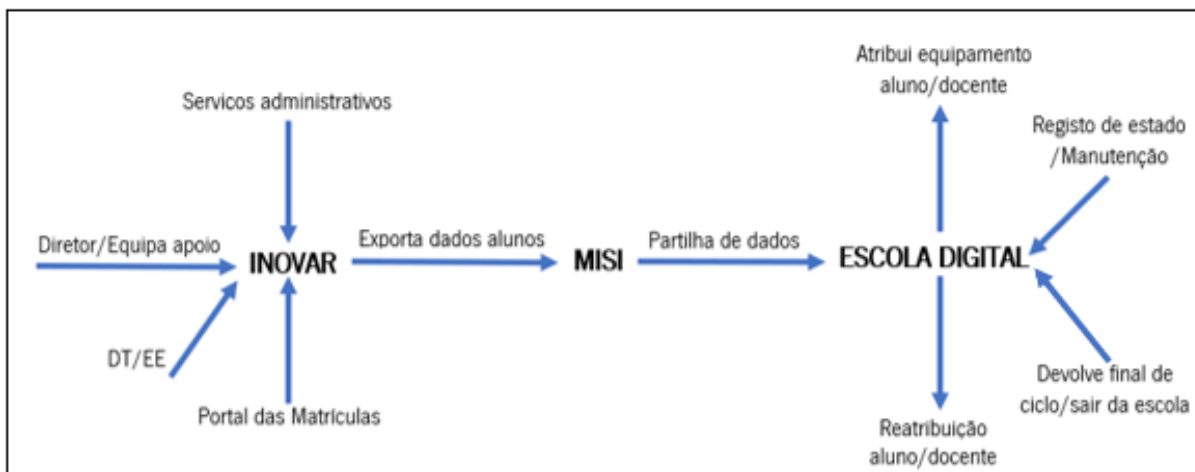 Atribui equipamento
aluno/docente
Servicos administrativos
Registo de estado
/Manutenção
Diretor/Equipa apoio
INOVAR
Exporta dados alunos
MISI
Partilha de dados
ESCOLA DIGITAL
DT/EE
Portal das Matrículas
Devolve final de
ciclo/sair da escola
Reatribuição
aluno/docente